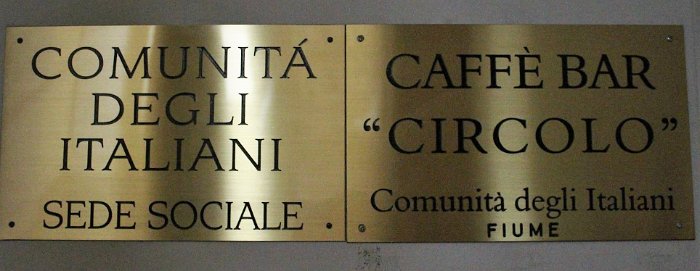 COMUNITÁ
DEGLI
ITALIANI
SEDE SOCIALE
CAFFÈ BAR
“CIRCOLO”
Comunità degli Italiani
FIUME